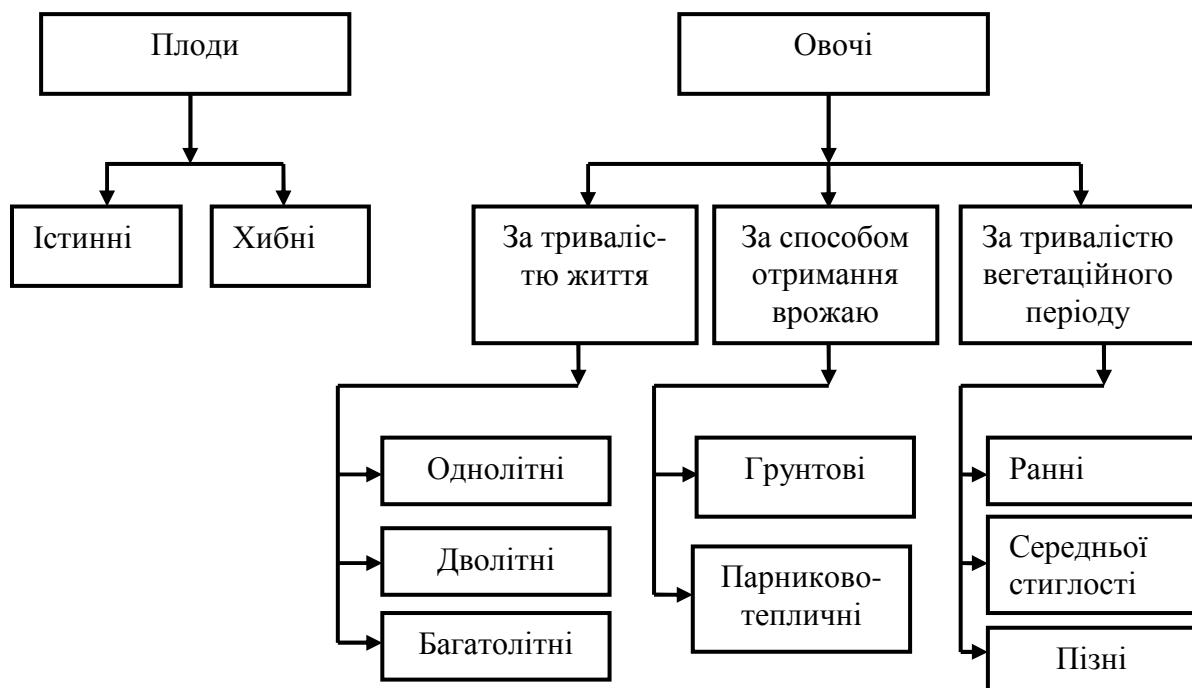 Плоди
Овочі
Істинні
Хибні
За триваліс-
тю життя
За способом
отримання
врожаю
За тривалістю
вегетаційного
періоду
Однолітні
Дволітні
Багатолітні
Грунтові
Парниково-
тепличні
Ранні
Середньої
стиглості
Пізні